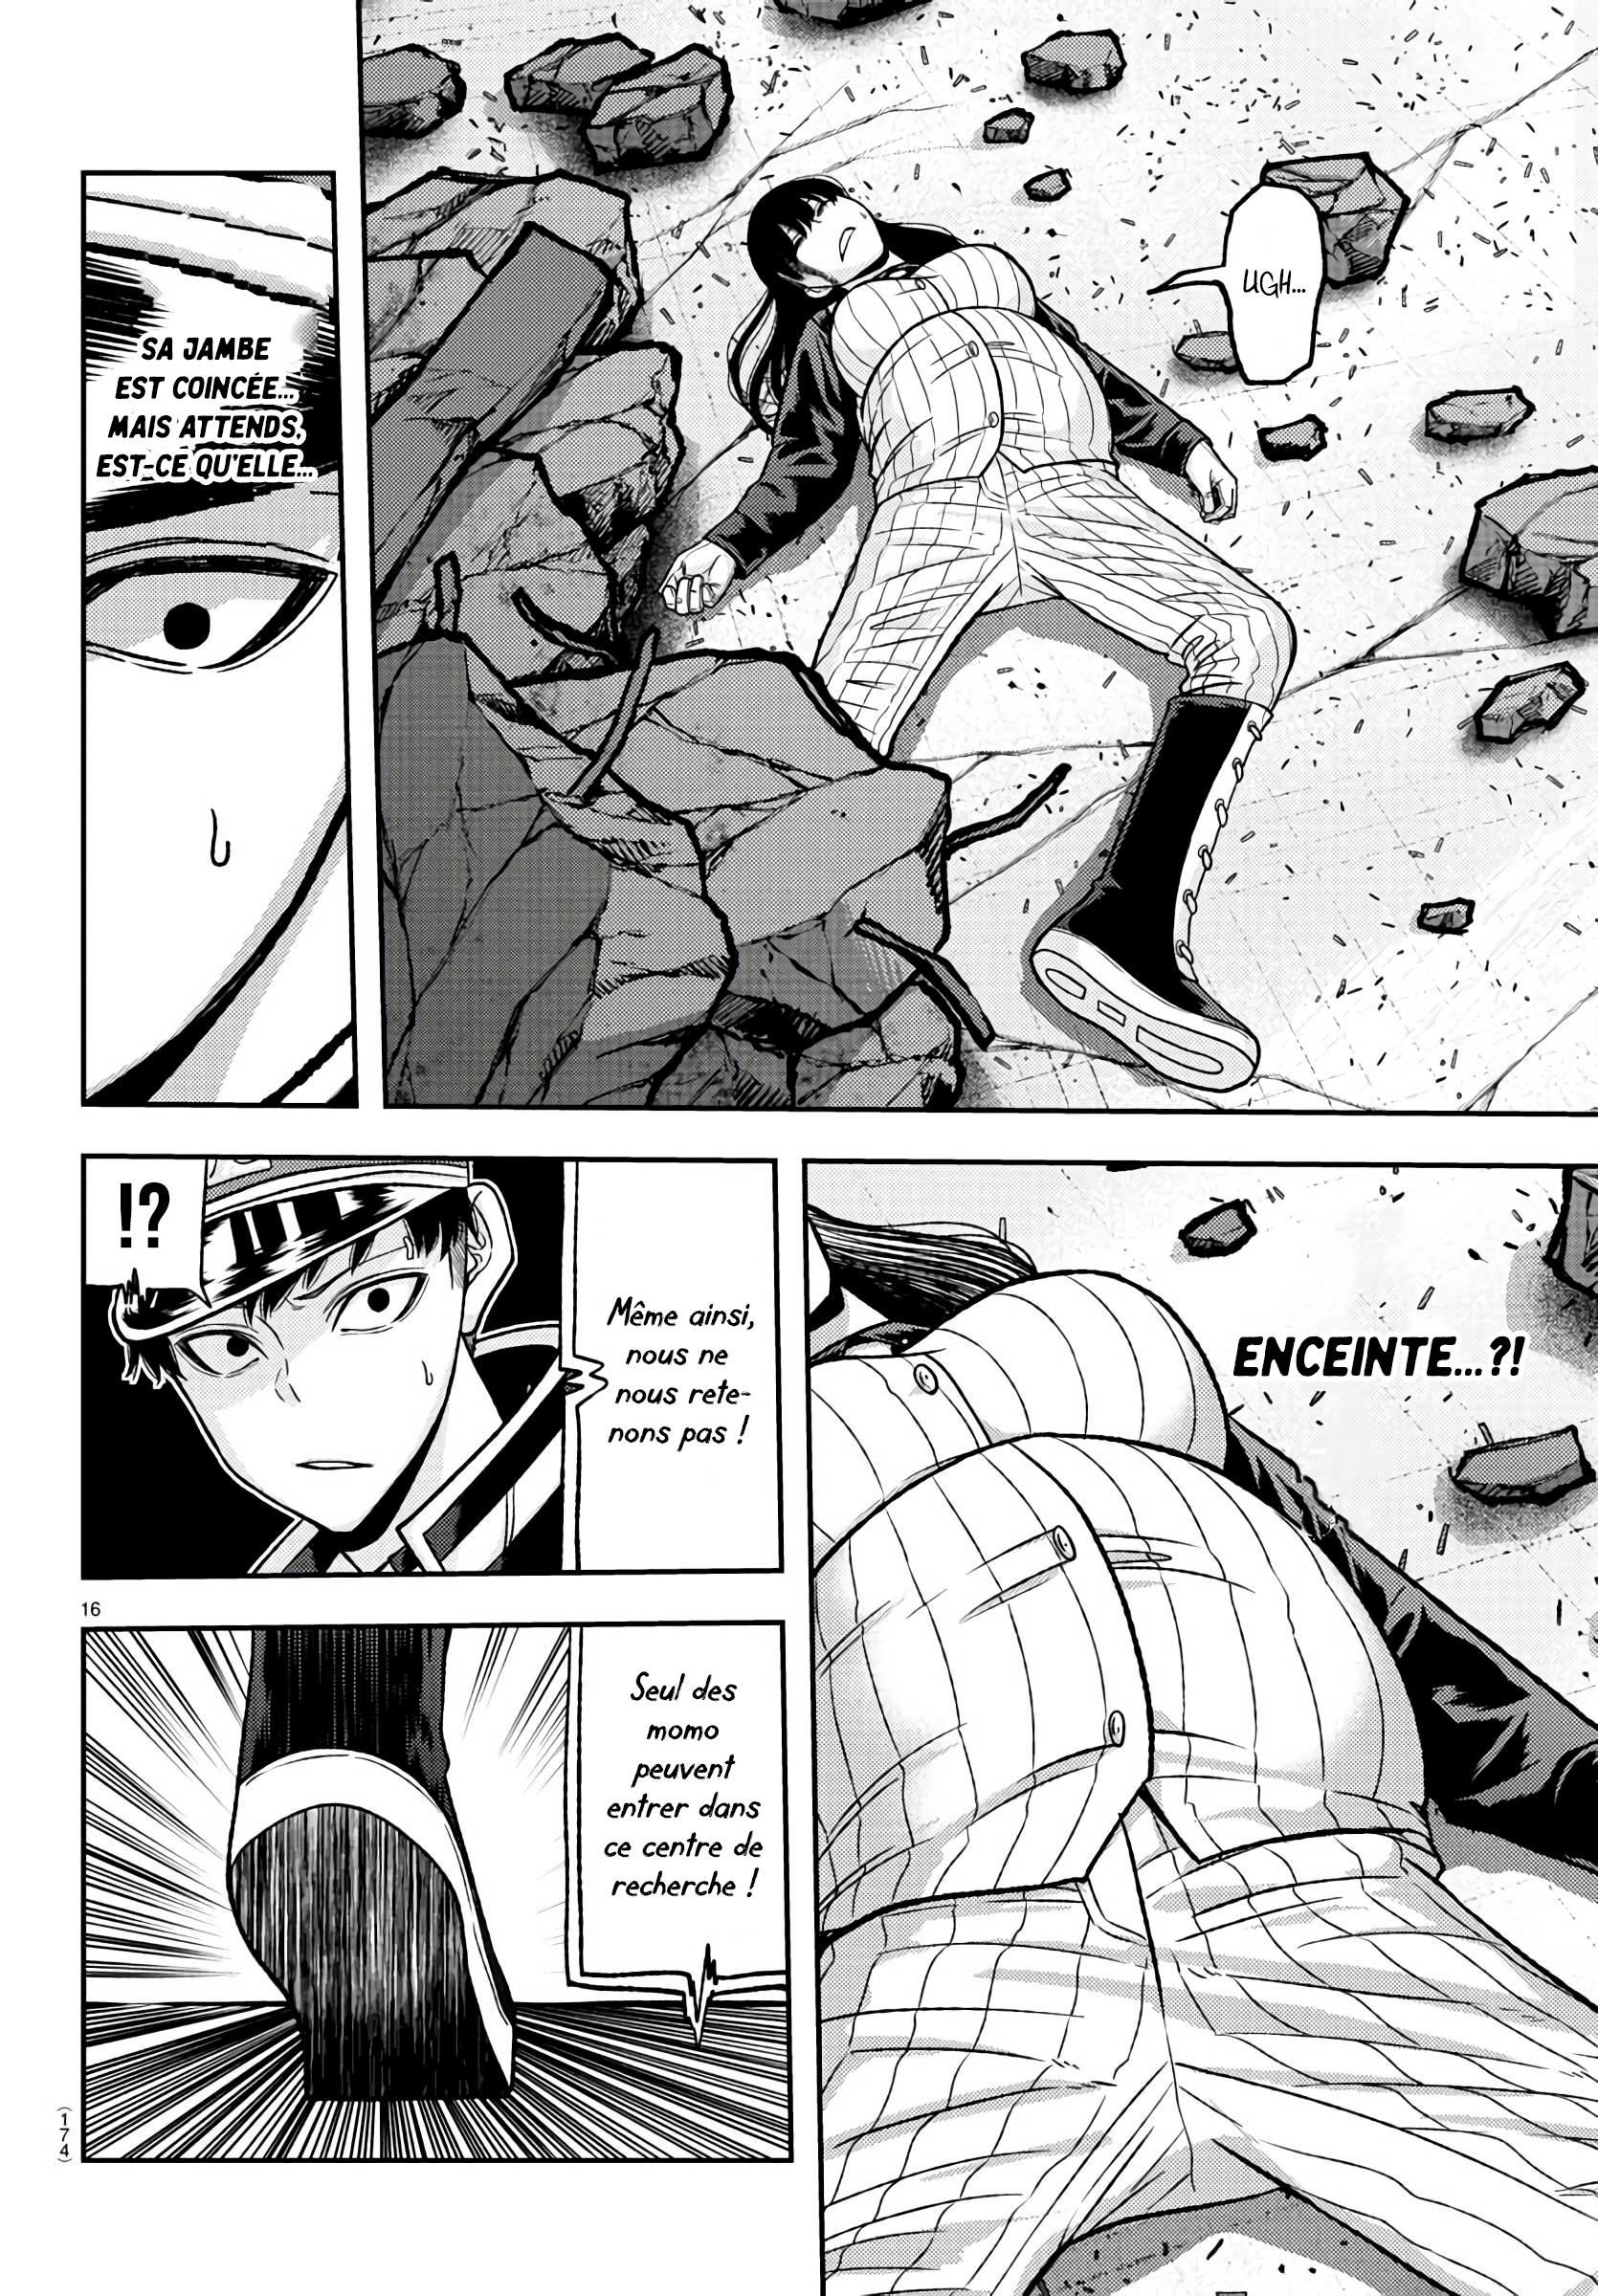 UGH...
SA JAMBE
EST COINCÉE...
MAIS ATTENDS,
EST-CE QU'ELLE...
ENCEINTE...?!
Même ainsi,
nous ne
nous rete-
nons pas !
!?
Seul des
momo
peuvent
entrer dans
ce centre de
recherche !
16
(174)